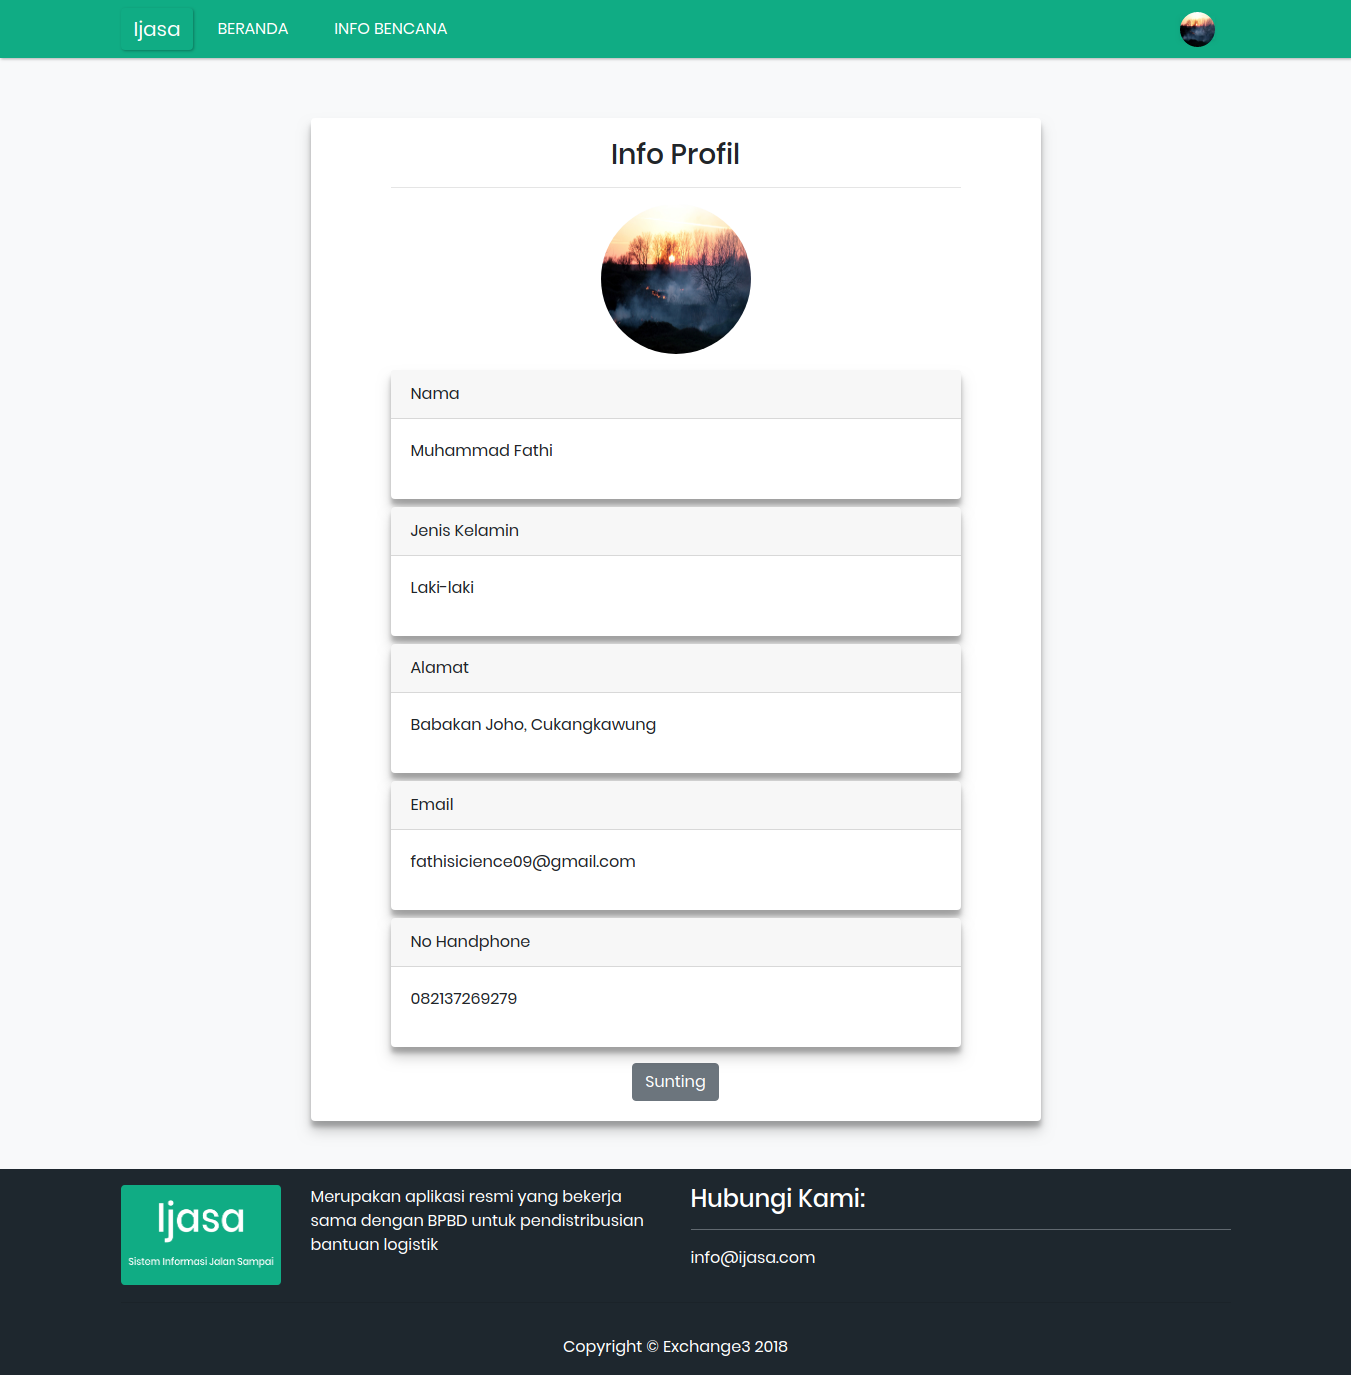 Ijasa
BERANDA
INFO BENCANA
Info Profil
Nama
Muhammad Fathi
Jenis Kelamin
Laki-laki
Alamat
Babakan Joho, Cukangkawung
Email
fathisicience09@gmail.com
No Handphone
082137269279
Sunting
Ijasa
Sistem Informasi Jalan Sampai
Merupakan aplikasi resmi yang bekerja
sama dengan BPBD untuk pendistribusian
bantuan logistik
Hubungi Kami:
info@ijasa.com
Copyright © Exchange3 2018